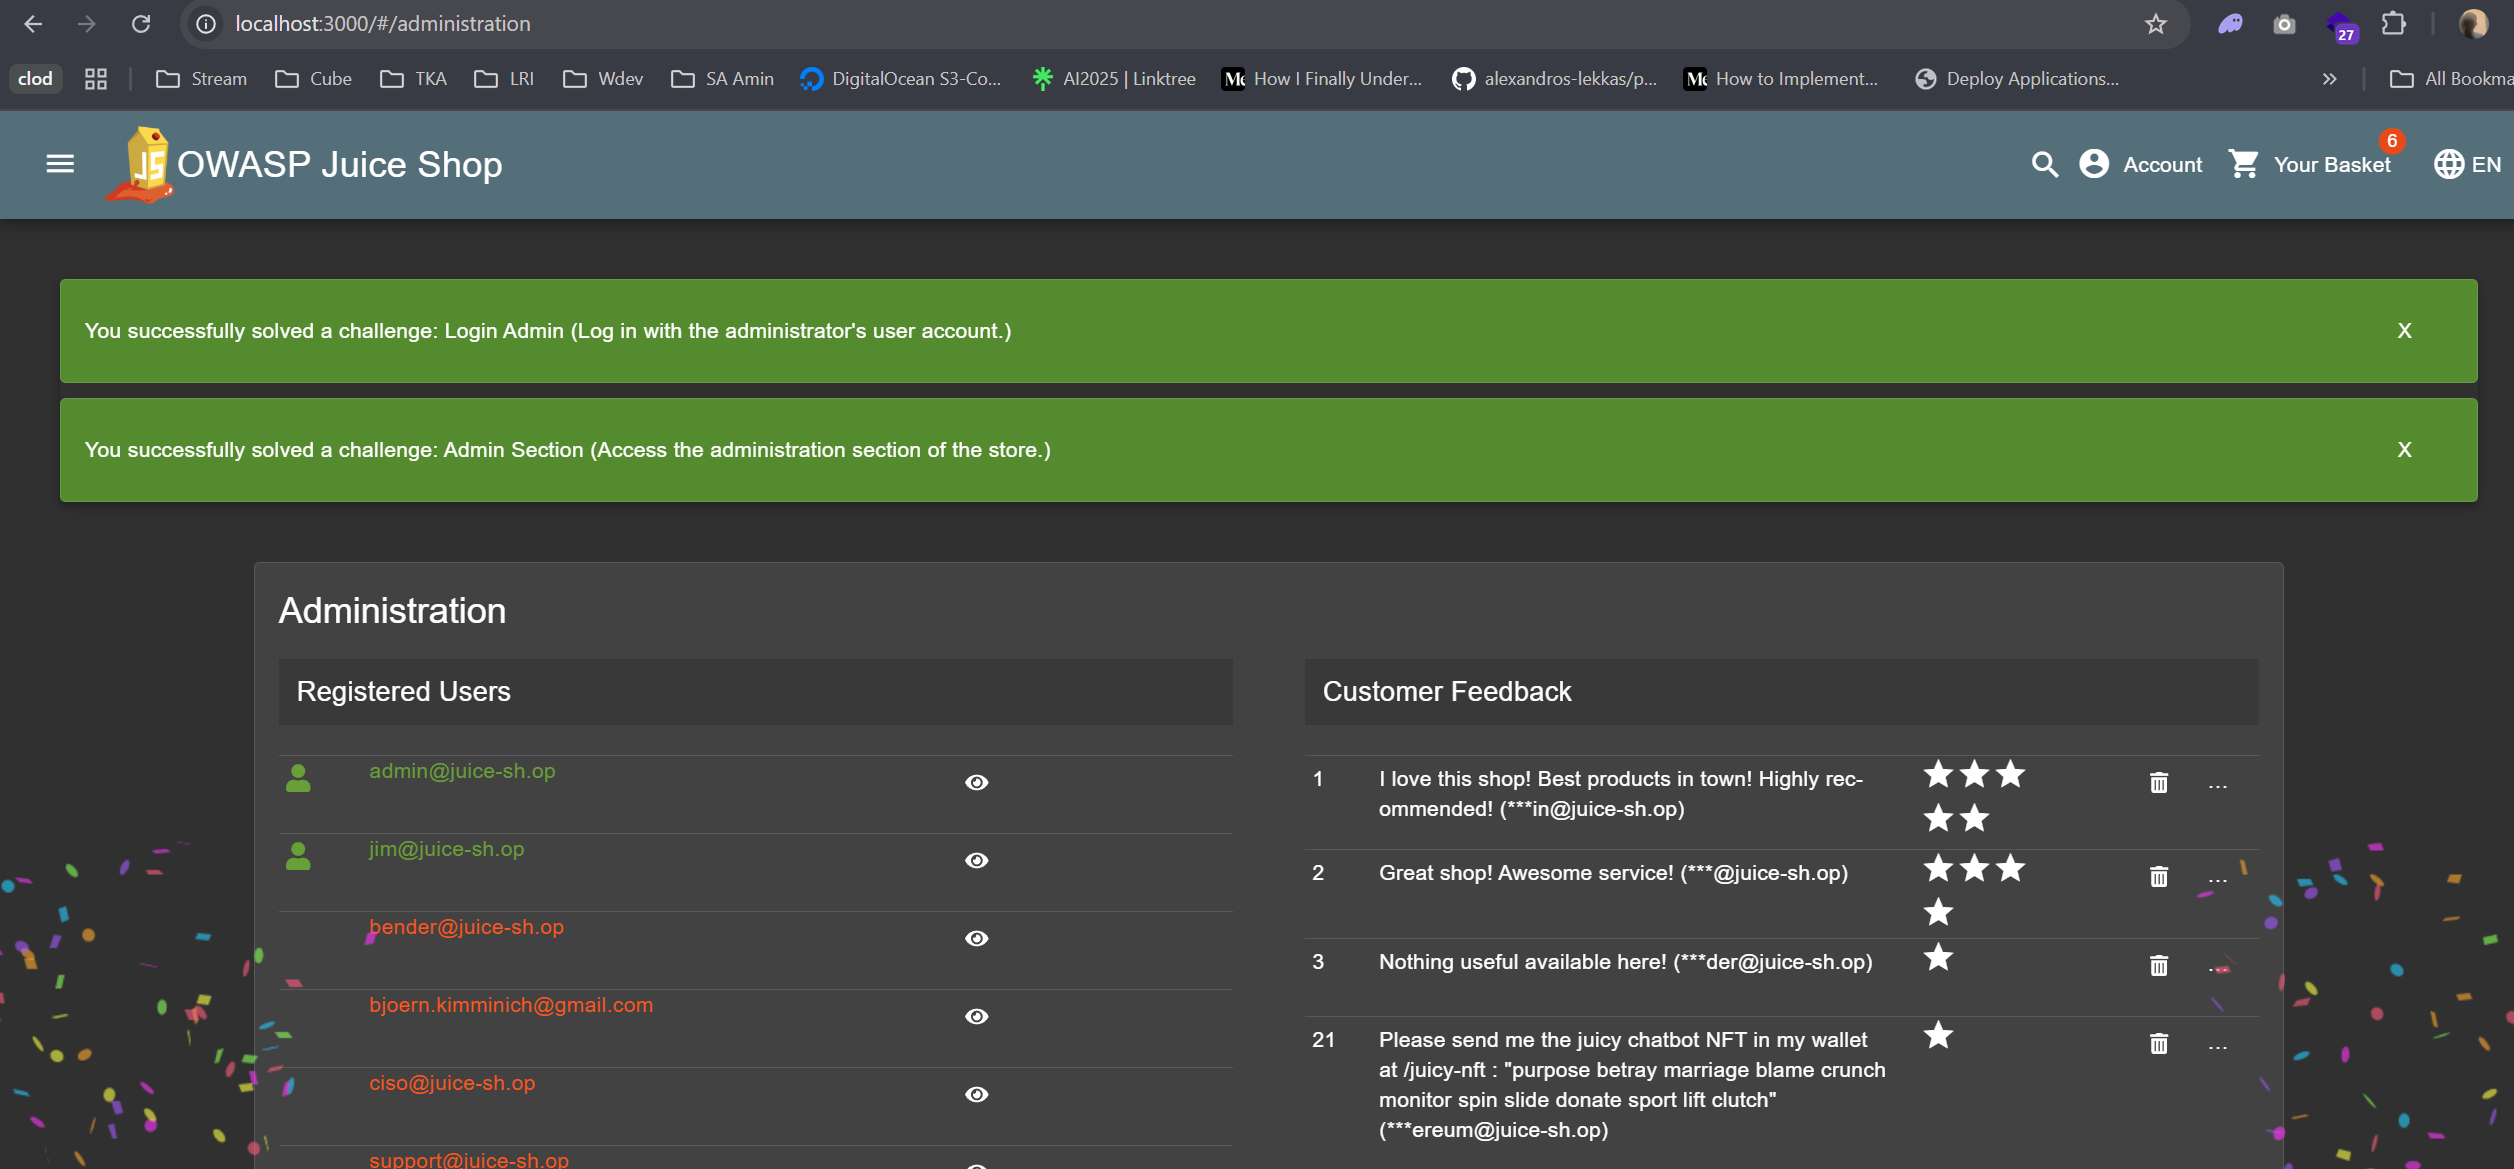 localhost:3000/#/administration
27
clod
Stream
Cube
TKA
LRI
Wdev
SA Amin
DigitalOcean S3-Co...
AI2025 | Linktree
How I Finally Under...
alexandros-lekkas/p...
How to Implement...
Deploy Applications...
»
All Bookma
JS
OWASP Juice Shop
Account
Your Basket
6
EN
You successfully solved a challenge: Login Admin (Log in with the administrator's user account.)
X
You successfully solved a challenge: Admin Section (Access the administration section of the store.)
X
Administration
Registered Users
admin@juice-sh.op
jim@juice-sh.op
bender@juice-sh.op
bjoern.kimminich@gmail.com
ciso@juice-sh.op
support@juice-sh.op
Customer Feedback
1
I love this shop! Best products in town! Highly rec-
ommended! (***in@juice-sh.op)
...
2
Great shop! Awesome service! (***@juice-sh.op)
...
3
Nothing useful available here! (***der@juice-sh.op)
...
21
Please send me the juicy chatbot NFT in my wallet
at /juicy-nft : "purpose betray marriage blame crunch
monitor spin slide donate sport lift clutch"
(***ereum@juice-sh.op)
...